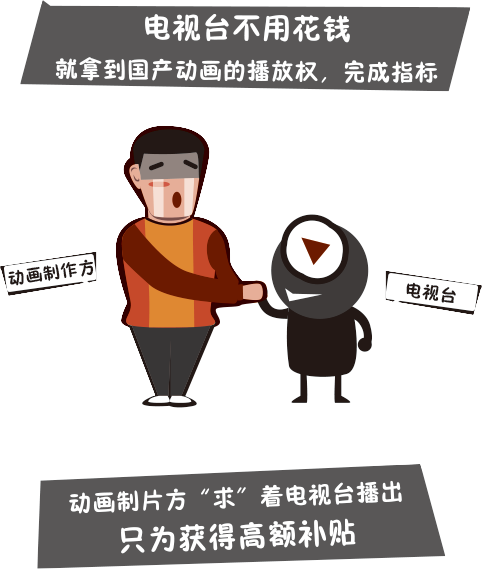 电视台不用花钱
就拿到国产动画的播放权，完成指标
动画制作方
电视台
动画制片方“求”着电视台播出
只为获得高额补贴